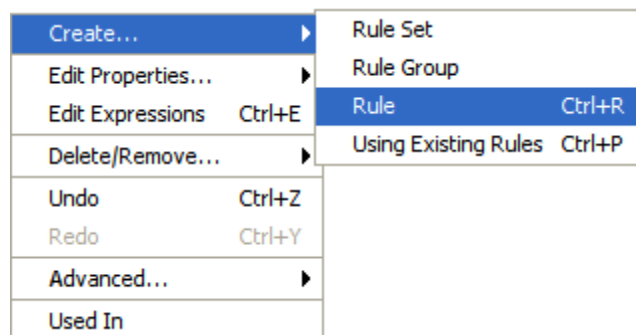 Create...
Edit Properties...
Edit Expressions Ctrl+E
Delete/Remove...
Undo Ctrl+Z
Redo Ctrl+Y
Advanced...
Used In
Rule Set
Rule Group
Rule Ctrl+R
Using Existing Rules Ctrl+P